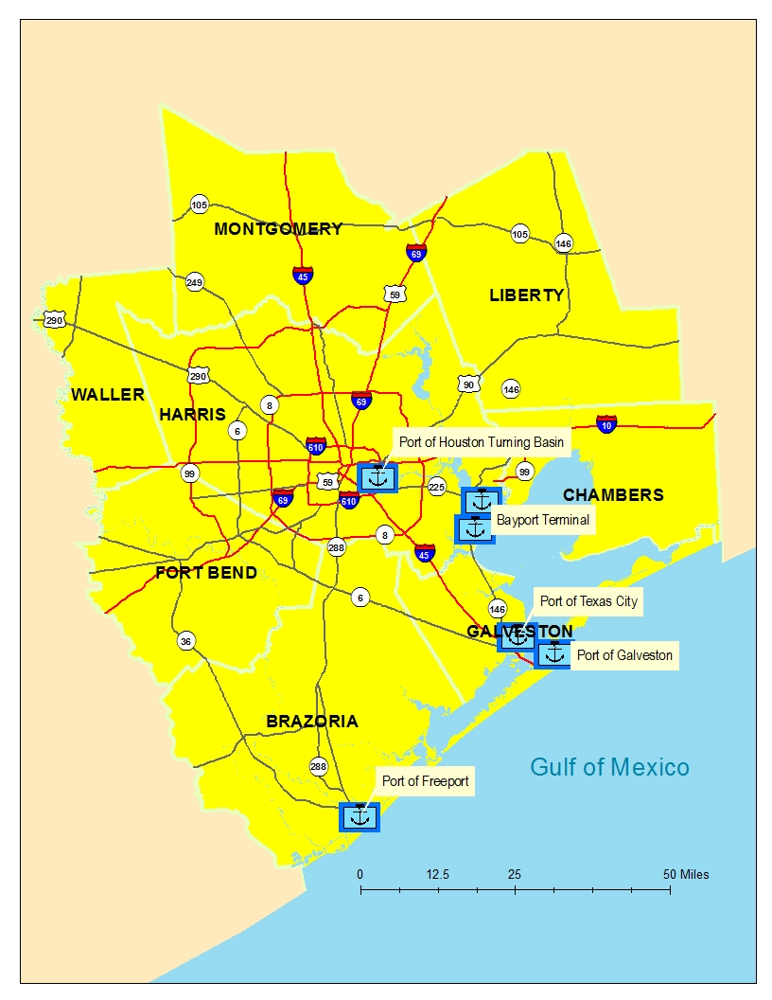 105
MONTGOMERY
105
146
69
45
249
59
LIBERTY
290
290
90
146
WALLER
8
69
HARRIS
6
10
610
Port of Houston Turning Basin
99
59
99
225
69
610
CHAMBERS
Bayport Terminal
8
288
45
FORT BEND
6
Port of Texas City
146
GALVESTON
36
Port of Galveston
BRAZORIA
288
Gulf of Mexico
Port of Freeport
0 12.5 25 50 Miles